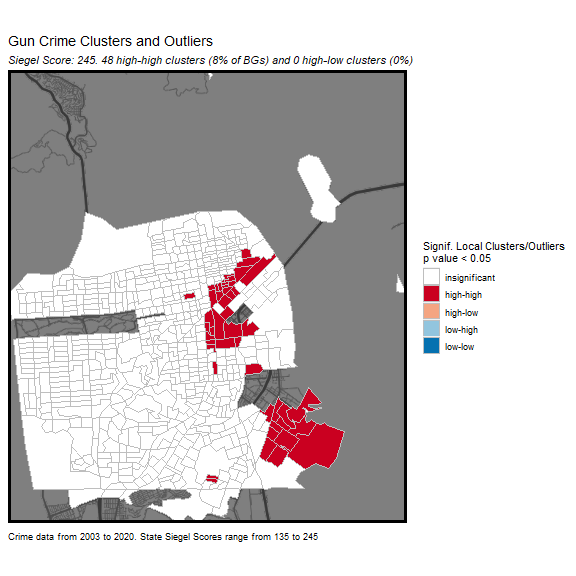 Gun Crime Clusters and Outliers
Siegel Score: 245. 48 high-high clusters (8% of BGs) and 0 high-low clusters (0%)
Signif. Local Clusters/Outliers
p value < 0.05
insignificant
high-high
high-low
low-high
low-low
Crime data from 2003 to 2020. State Siegel Scores range from 135 to 245